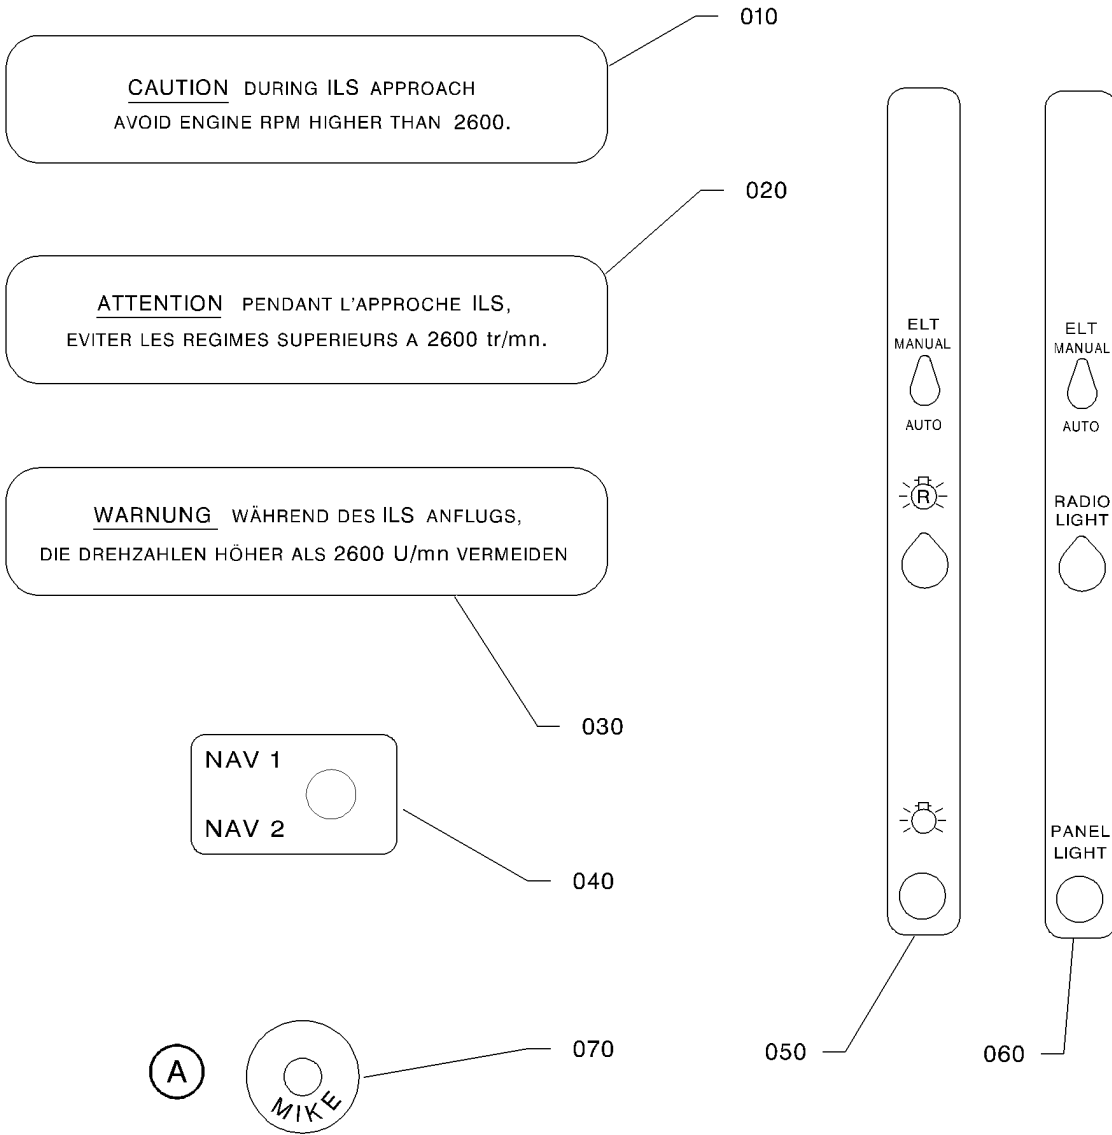 010
CAUTION DURING ILS APPROACH
AVOID ENGINE RPM HIGHER THAN 2600.
020
ATTENTION PENDANT L'APPROCHE ILS,
EVITER LES REGIMES SUPERIEURS A 2600 tr/mn.
WARNUNG WÄHREND DES ILS ANFLUGS,
DIE DREHZAHLEN HÖHER ALS 2600 U/mn VERMEIDEN
030
NAV 1
NAV 2
040
A
MIKE
070
ELT
MANUAL
AUTO
R
050
ELT
MANUAL
AUTO
RADIO
LIGHT
PANEL
LIGHT
060